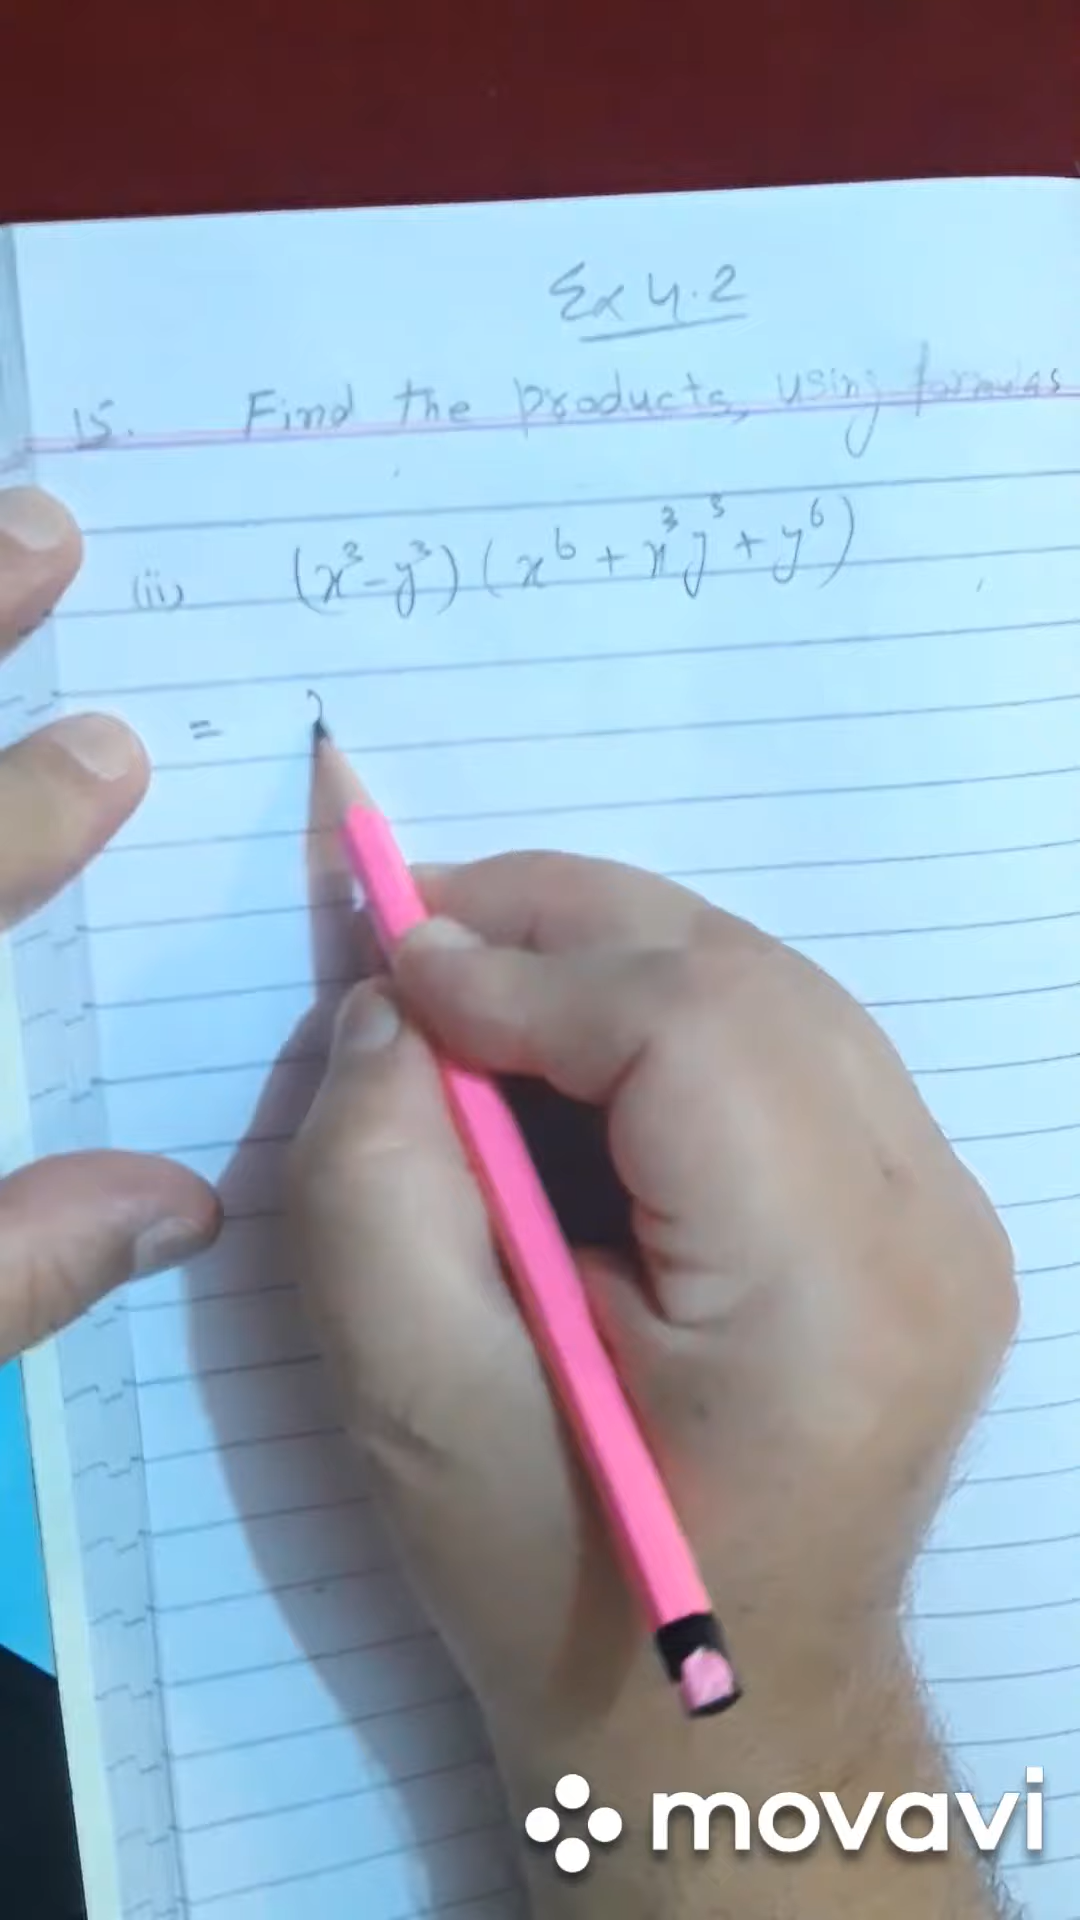 Ex 4.2
15. Find the products, using formulas
(ii) (x³-y³) (x⁶ + x³y³ + y⁶)
=
movavi